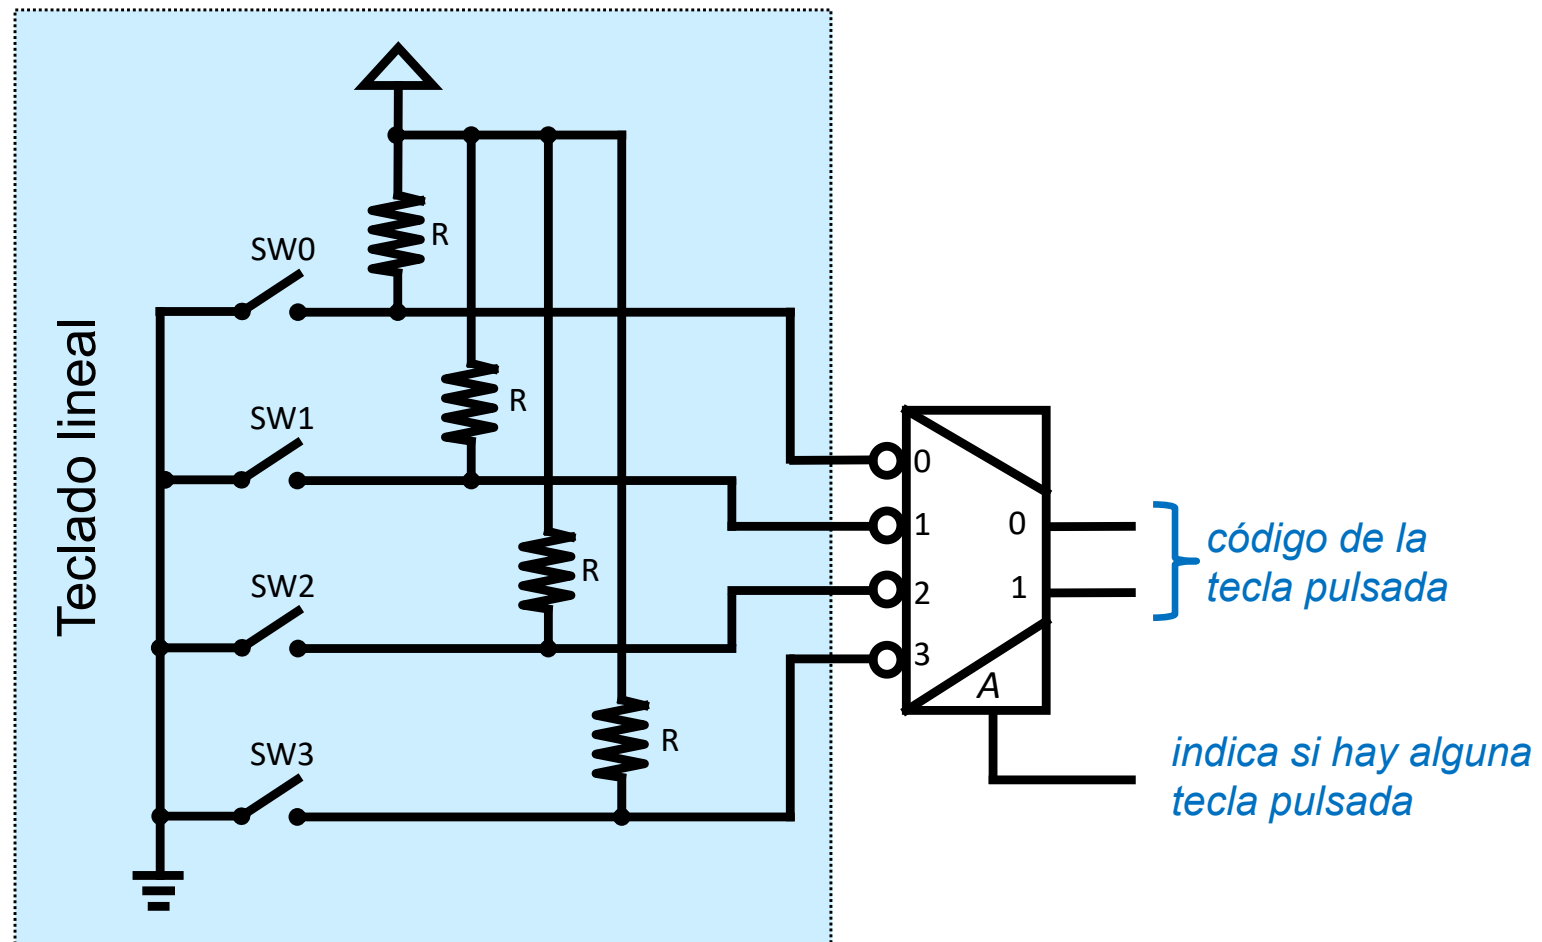 Teclado lineal
SW0
R
SW1
R
SW2
R
SW3
R
0
1
2
3
0
1
A
código de la
tecla pulsada
indica si hay alguna
tecla pulsada